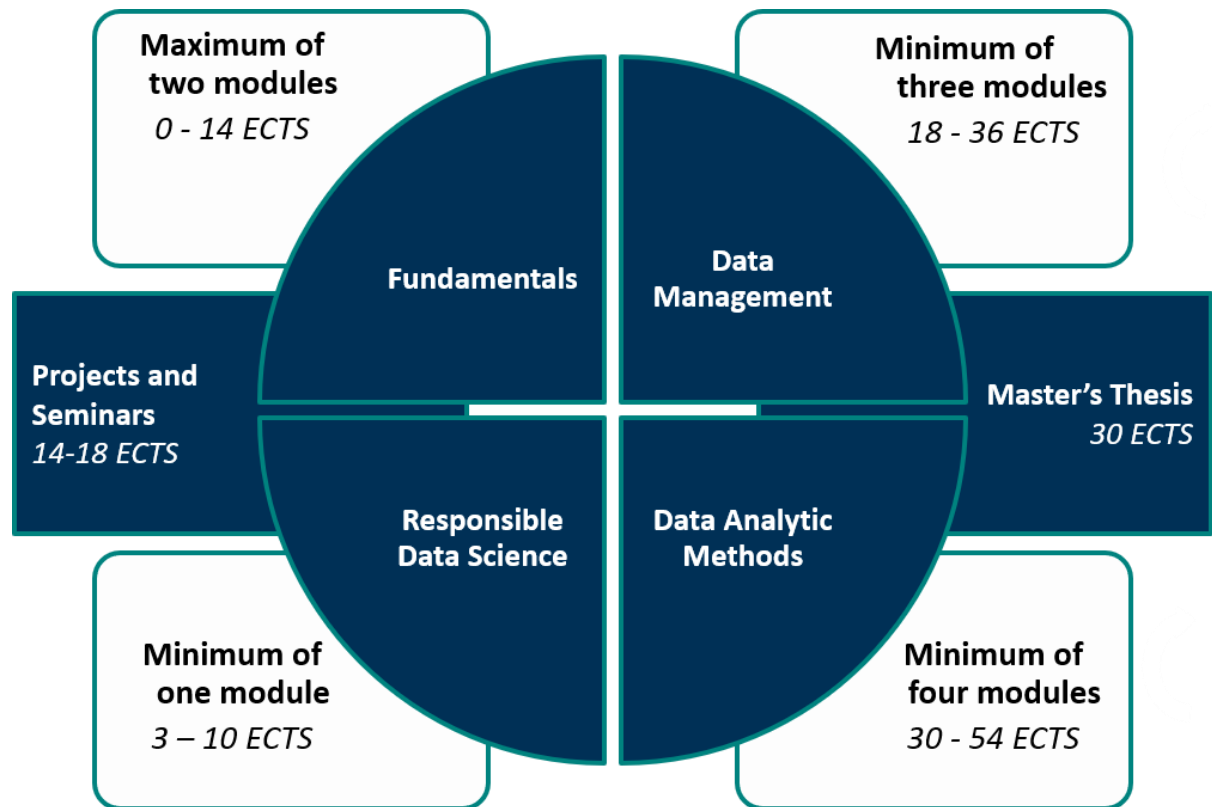 Maximum of
two modules
0 - 14 ECTS
Minimum of
three modules
18 - 36 ECTS
Fundamentals
Data
Management
Projects and
Seminars
14-18 ECTS
Master’s Thesis
30 ECTS
Responsible
Data Science
Data Analytic
Methods
Minimum of
one module
3 – 10 ECTS
Minimum of
four modules
30 - 54 ECTS